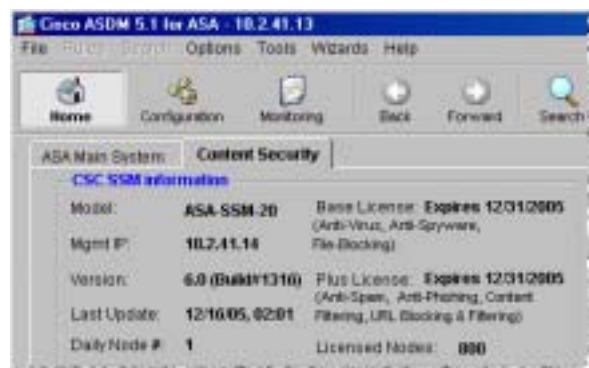 Cisco ASDM 5.1 for ASA - 10.2.41.13
File Rules Search Options Tools Wizards Help
Home Configuration Monitoring Back Forward Search
ASA Main System Content Security
CSC SSM information
Model: ASA-SSM-20 Base License: Expires 12/31/2005
(Anti-Virus, Anti-Spyware,
Mgmt IP: 10.2.41.14 File-Blocking)
Version: 6.0 (Build#1316) Plus License: Expires 12/31/2005
(Anti-Spam, Anti-Phishing, Content
Last Update: 12/16/05, 02:01 Filtering, URL Blocking & Filtering)
Daily Node #: 1 Licensed Nodes: 800